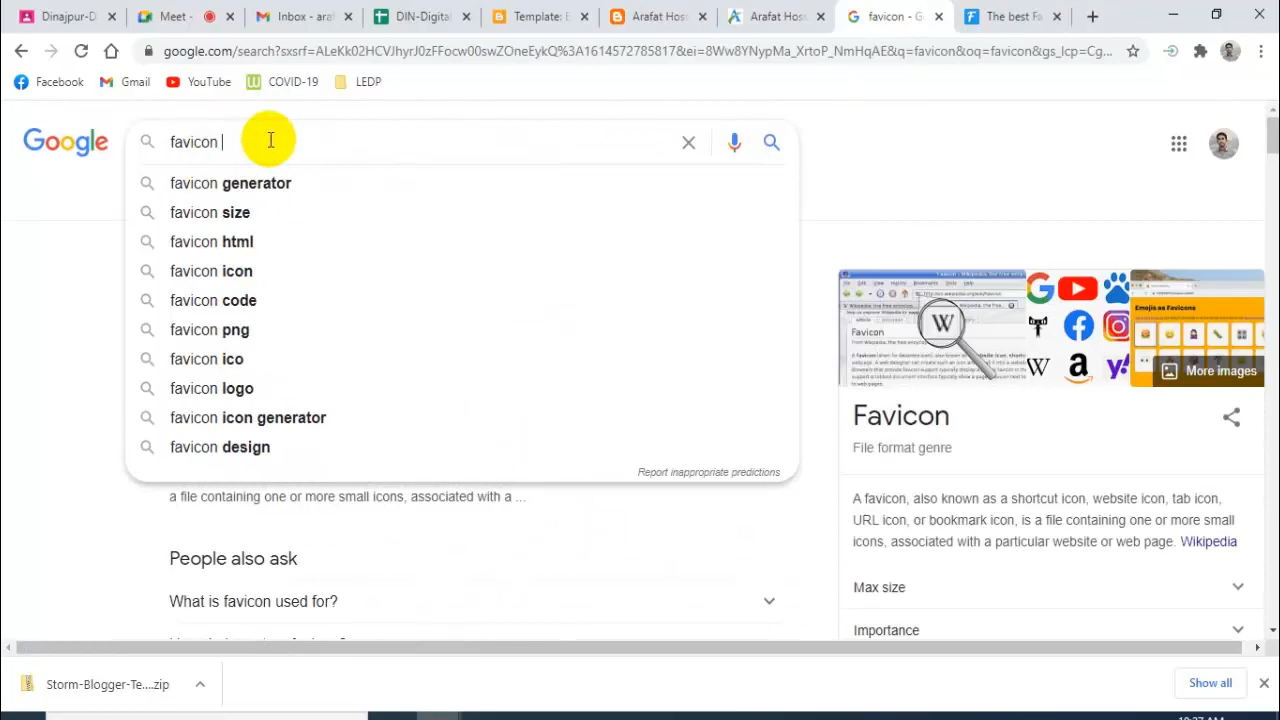 Dinajpur-D
Meet -
Inbox - ara
DIN-Digital
Template: E
Arafat Hos
Arafat Hos
favicon - G
The best Fa
google.com/search?sxsrf=ALeKk02HCVJhyrJ0zFFocw00swZOneEykQ%3A1614572785817&ei=8Ww8YNypMa_XrtoP_NmHqAE&q=favicon&oq=favicon&gs_lcp=Cg...
Facebook
Gmail
YouTube
COVID-19
LEDP
Google
favicon
favicon generator
favicon size
favicon html
favicon icon
favicon code
favicon png
favicon ico
favicon logo
favicon icon generator
favicon design
Report inappropriate predictions
a file containing one or more small icons, associated with a ...
People also ask
What is favicon used for?
Favicon
Emojis as Favicons
W
W
More images
Favicon
File format genre
A favicon, also known as a shortcut icon, website icon, tab icon,
URL icon, or bookmark icon, is a file containing one or more small
icons, associated with a particular website or web page. Wikipedia
Max size
Importance
Storm-Blogger-Te....zip
Show all